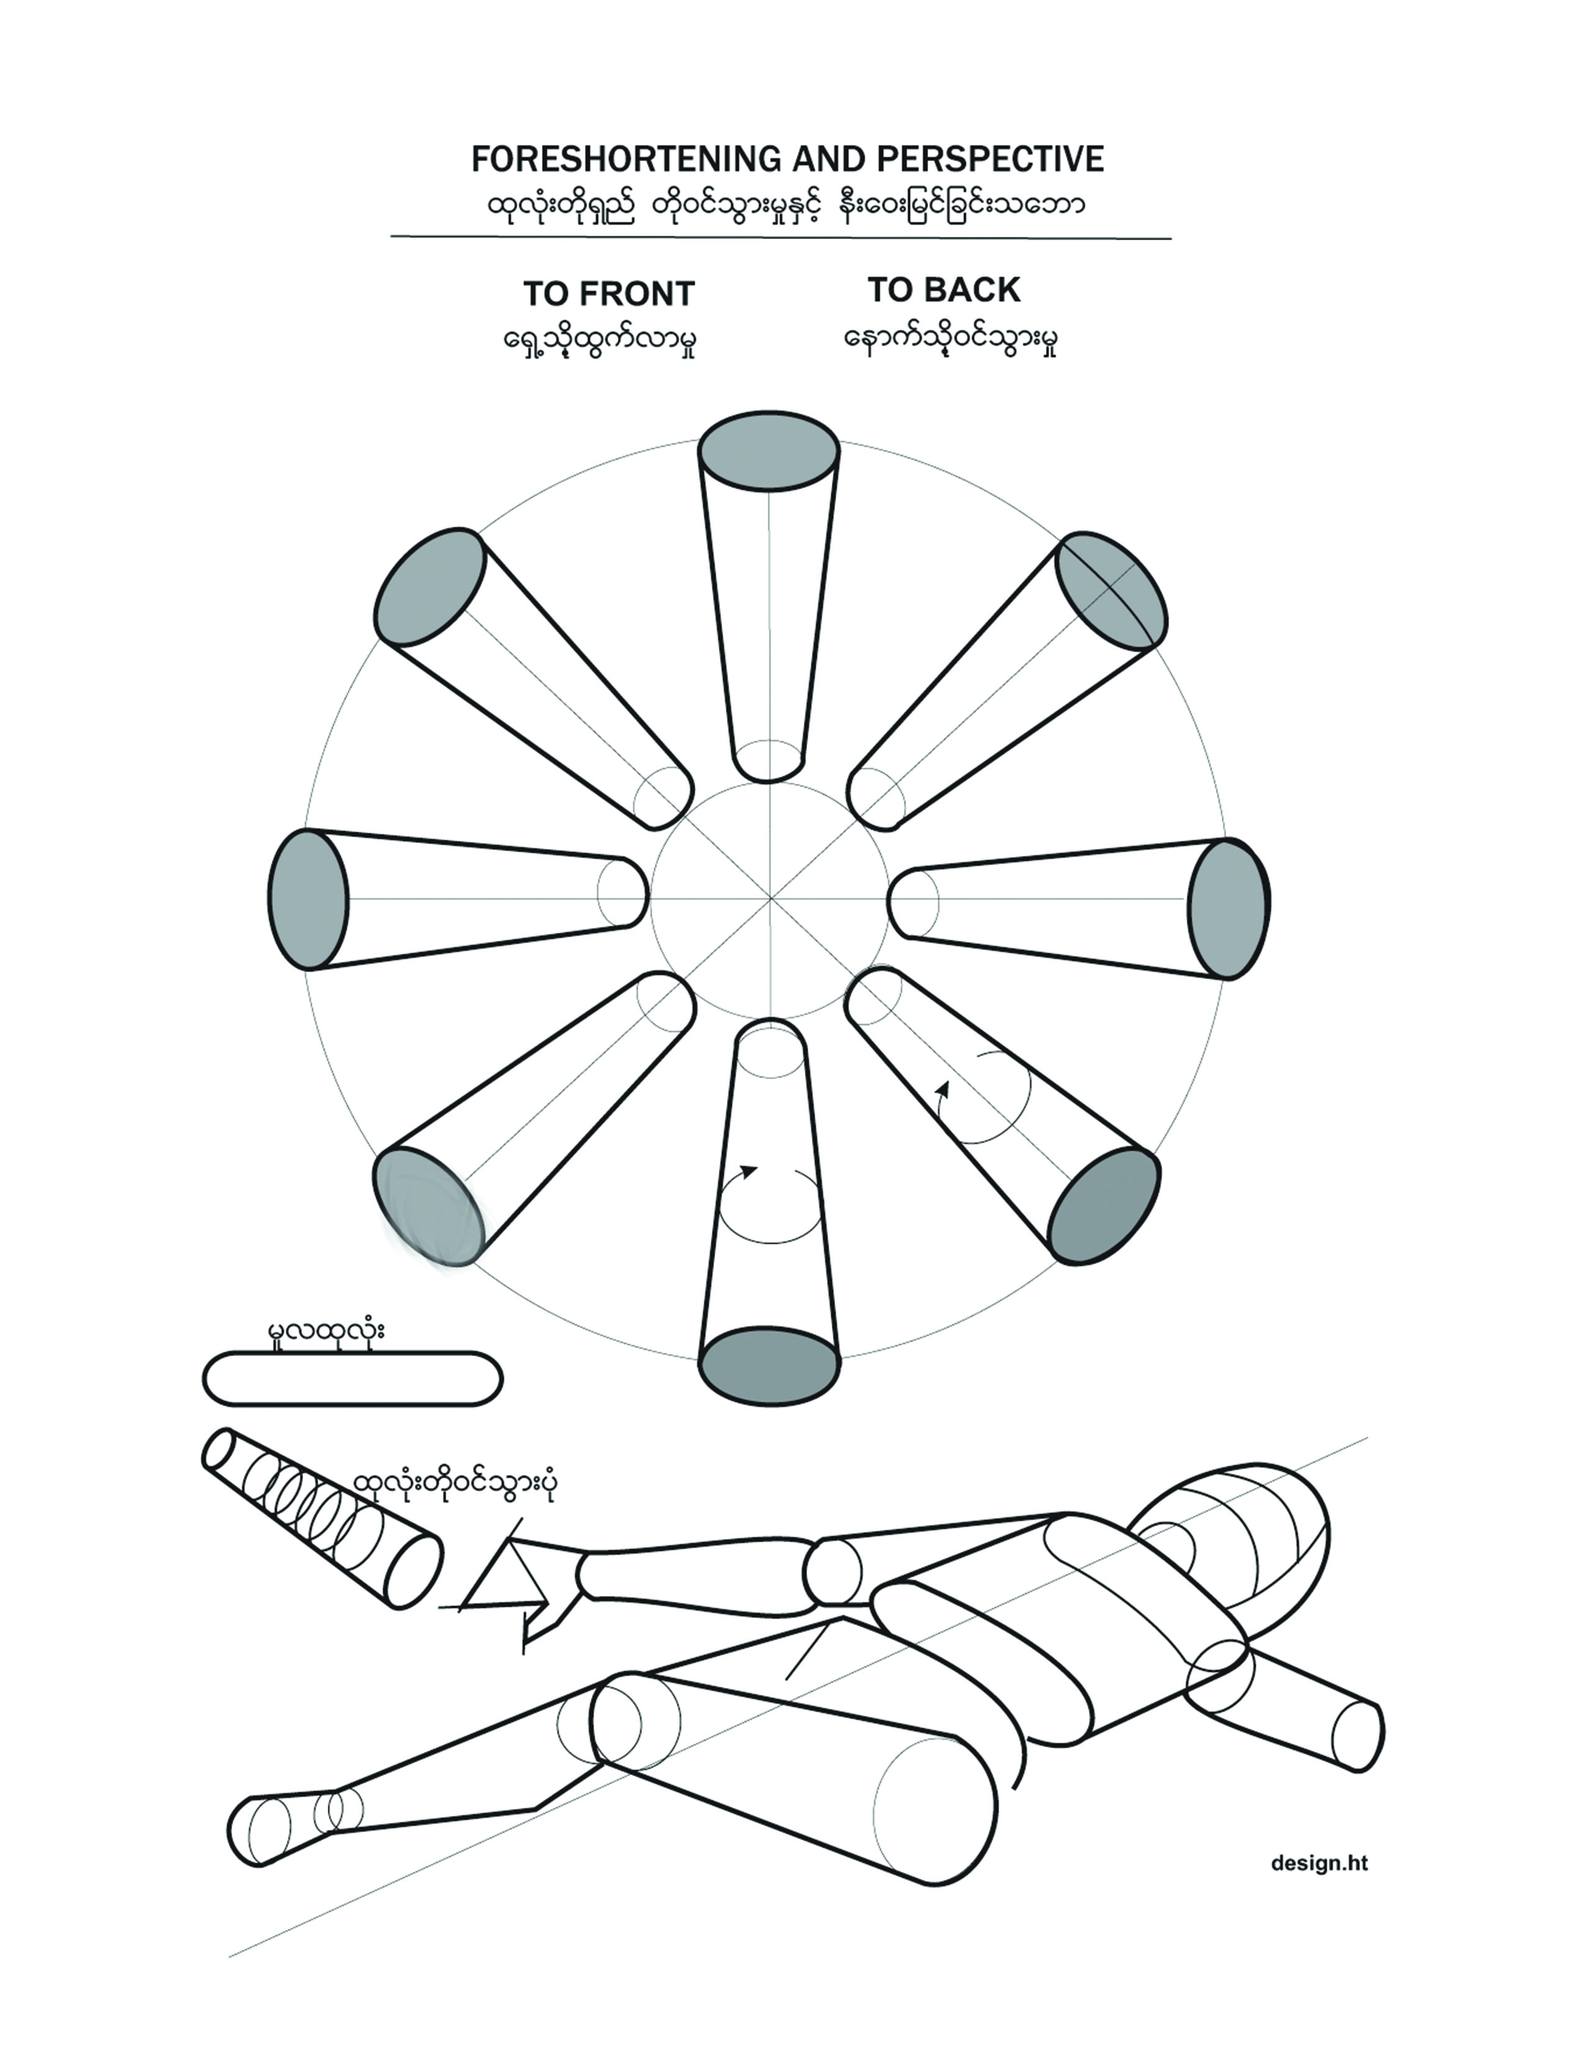 FORESHORTENING AND PERSPECTIVE
ထုလုံးတိုရှည် တိုဝင်သွားမှုနှင့် နီးဝေးမြင်ခြင်းသဘော
TO FRONT
ရှေ့သို့ထွက်လာမှု
TO BACK
နောက်သို့ဝင်သွားမှု
မူလထုလုံး
ထုလုံးတိုဝင်သွားပုံ
design.ht